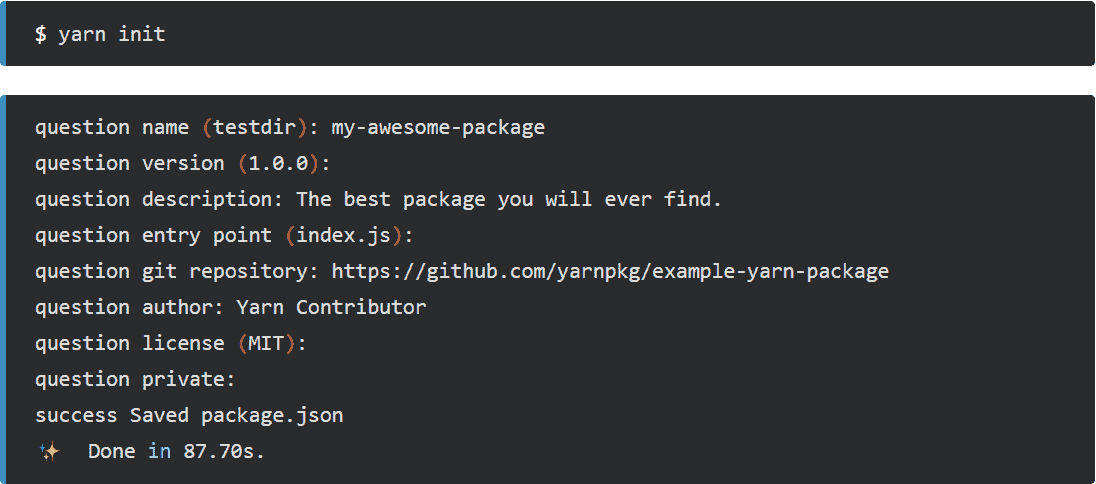 $ yarn init
question name (testdir): my-awesome-package
question version (1.0.0):
question description: The best package you will ever find.
question entry point (index.js):
question git repository: https://github.com/yarnpkg/example-yarn-package
question author: Yarn Contributor
question license (MIT):
question private:
success Saved package.json
✨  Done in 87.70s.